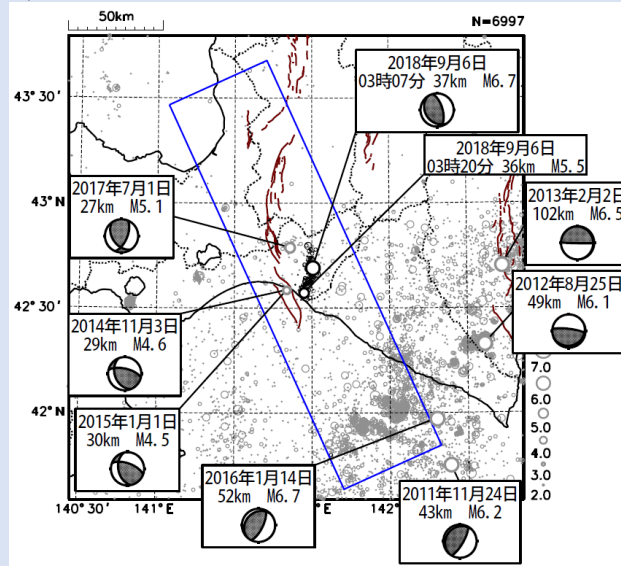 50km
N=6997
43°30′
43°N
42°30′
42°N
140°30′
141°E
°E
142°
2018年9月6日
03時07分 37km M6.7
2018年9月6日
03時20分 36km M5.5
2017年7月1日
27km M5.1
2013年2月2日
102km M6.5
2012年8月25日
49km M6.1
2014年11月3日
29km M4.6
2015年1月1日
30km M4.5
2016年1月14日
52km M6.7
2011年11月24日
43km M6.2
7.0
6.0
5.0
4.0
3.0
2.0